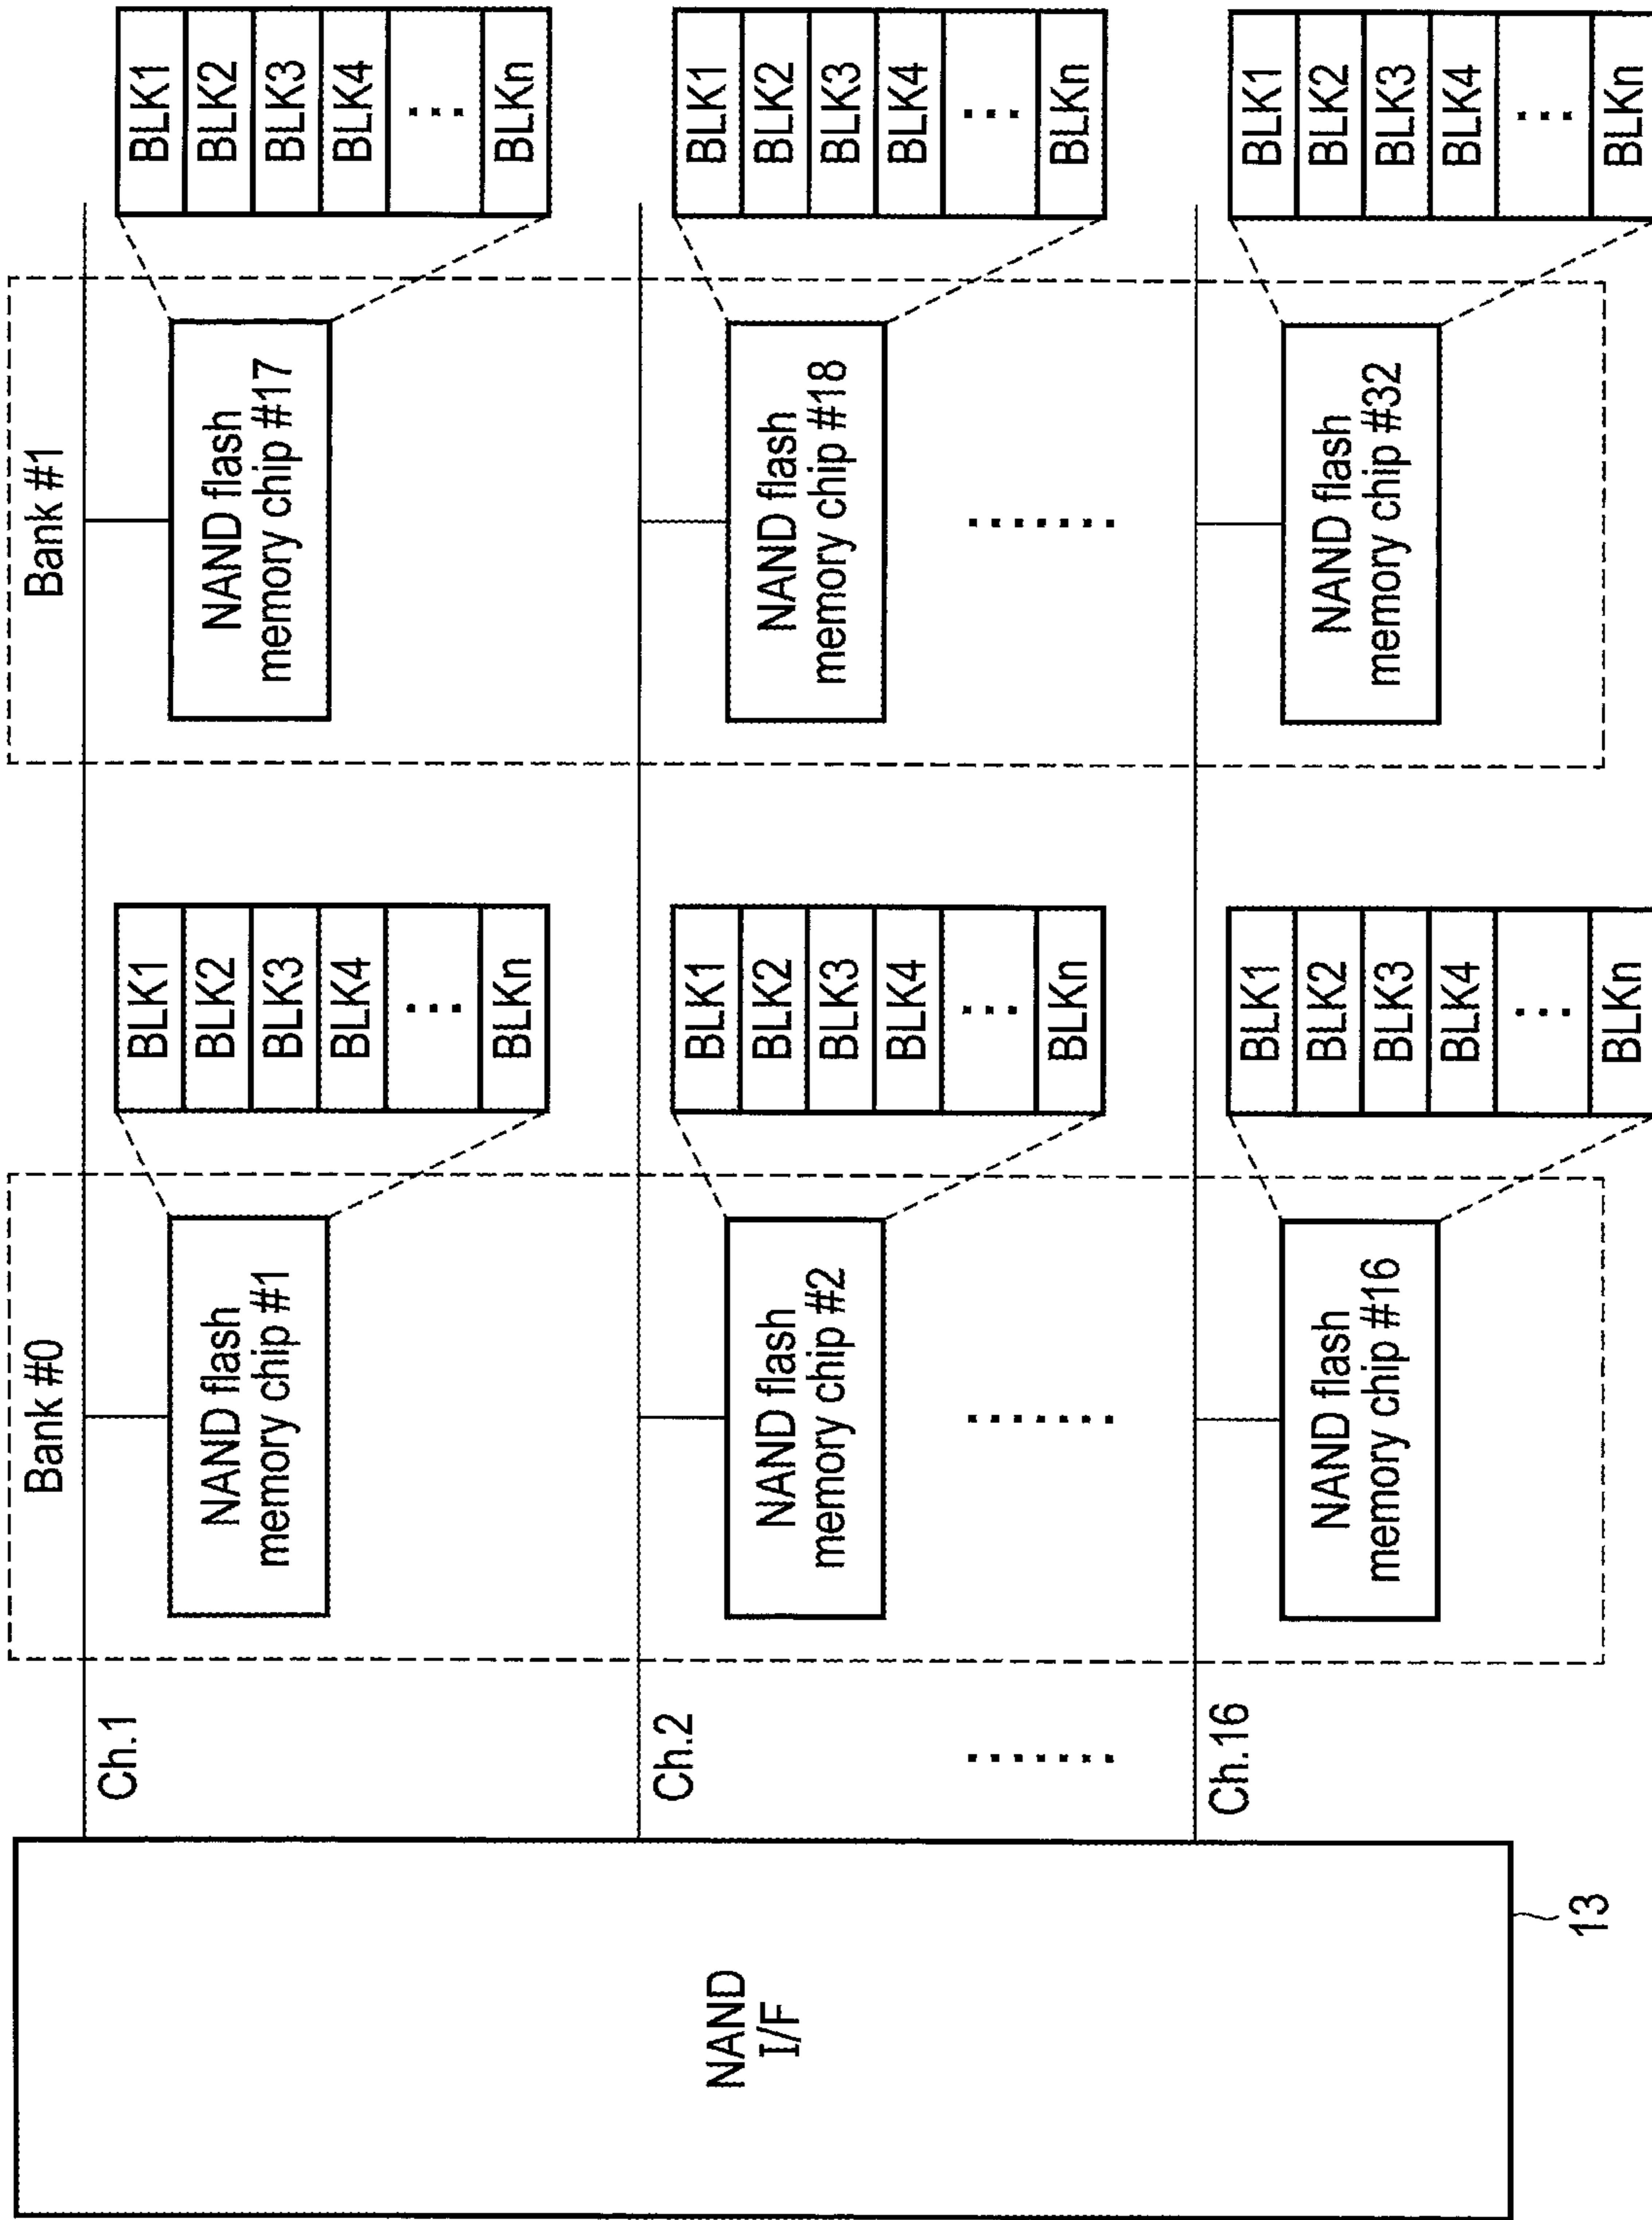 Bank #0
Bank #1
Ch.1
NAND flash
memory chip #1
BLK1
BLK2
BLK3
BLK4
...
BLKn
NAND flash
memory chip #17
BLK1
BLK2
BLK3
BLK4
...
BLKn
NAND
I/F
Ch.2
NAND flash
memory chip #2
BLK1
BLK2
BLK3
BLK4
...
BLKn
NAND flash
memory chip #18
BLK1
BLK2
BLK3
BLK4
...
BLKn
Ch.16
NAND flash
memory chip #16
BLK1
BLK2
BLK3
BLK4
...
BLKn
NAND flash
memory chip #32
BLK1
BLK2
BLK3
BLK4
...
BLKn
13